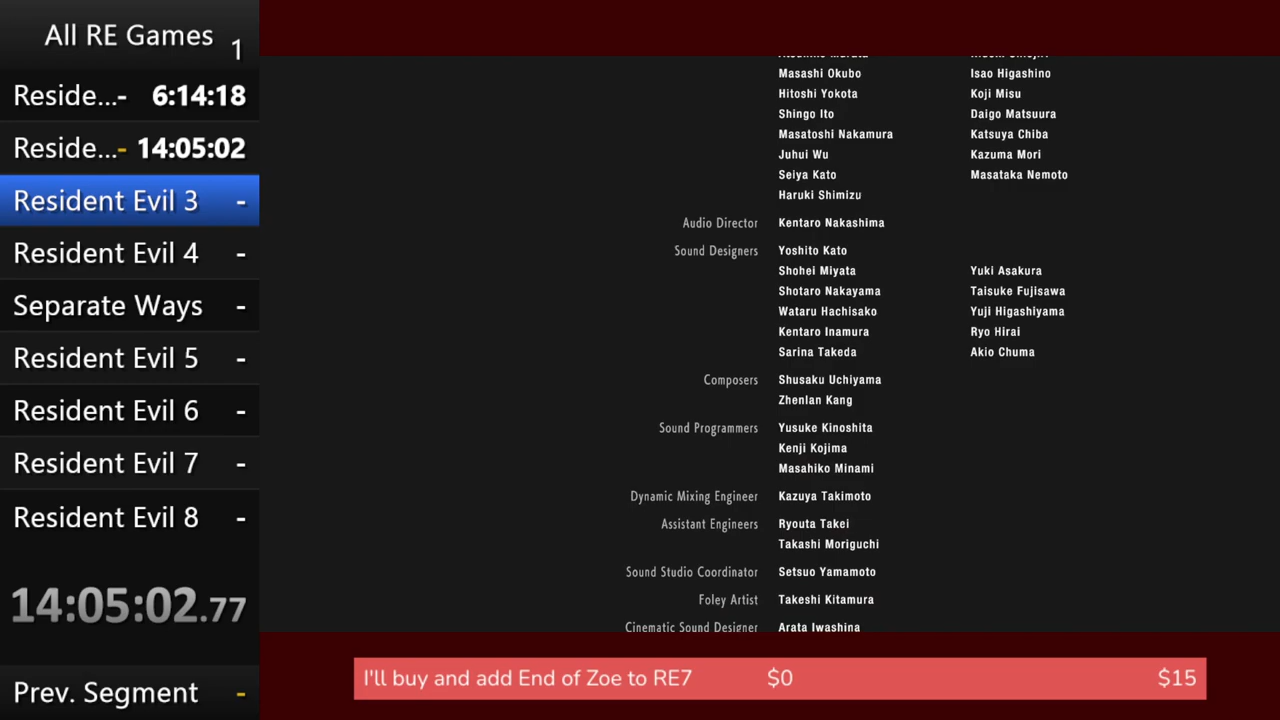 All RE Games
1
Reside...- 6:14:18
Reside...- 14:05:02
Resident Evil 3 -
Resident Evil 4 -
Separate Ways -
Resident Evil 5 -
Resident Evil 6 -
Resident Evil 7 -
Resident Evil 8 -
14:05:02.77
Prev. Segment -
Masashi Okubo Isao Higashino
Hitoshi Yokota Koji Misu
Shingo Ito Daigo Matsuura
Masatoshi Nakamura Katsuya Chiba
Juhui Wu Kazuma Mori
Seiya Kato Masataka Nemoto
Haruki Shimizu
Audio Director Kentaro Nakashima
Sound Designers Yoshito Kato
Shohei Miyata Yuki Asakura
Shotaro Nakayama Taisuke Fujisawa
Wataru Hachisako Yuji Higashiyama
Kentaro Inamura Ryo Hirai
Sarina Takeda Akio Chuma
Composers Shusaku Uchiyama
Zhenlan Kang
Sound Programmers Yusuke Kinoshita
Kenji Kojima
Masahiko Minami
Dynamic Mixing Engineer Kazuya Takimoto
Assistant Engineers Ryouta Takei
Takashi Moriguchi
Sound Studio Coordinator Setsuo Yamamoto
Foley Artist Takeshi Kitamura
Cinematic Sound Designer Arata Iwashina
I'll buy and add End of Zoe to RE7 $0 $15